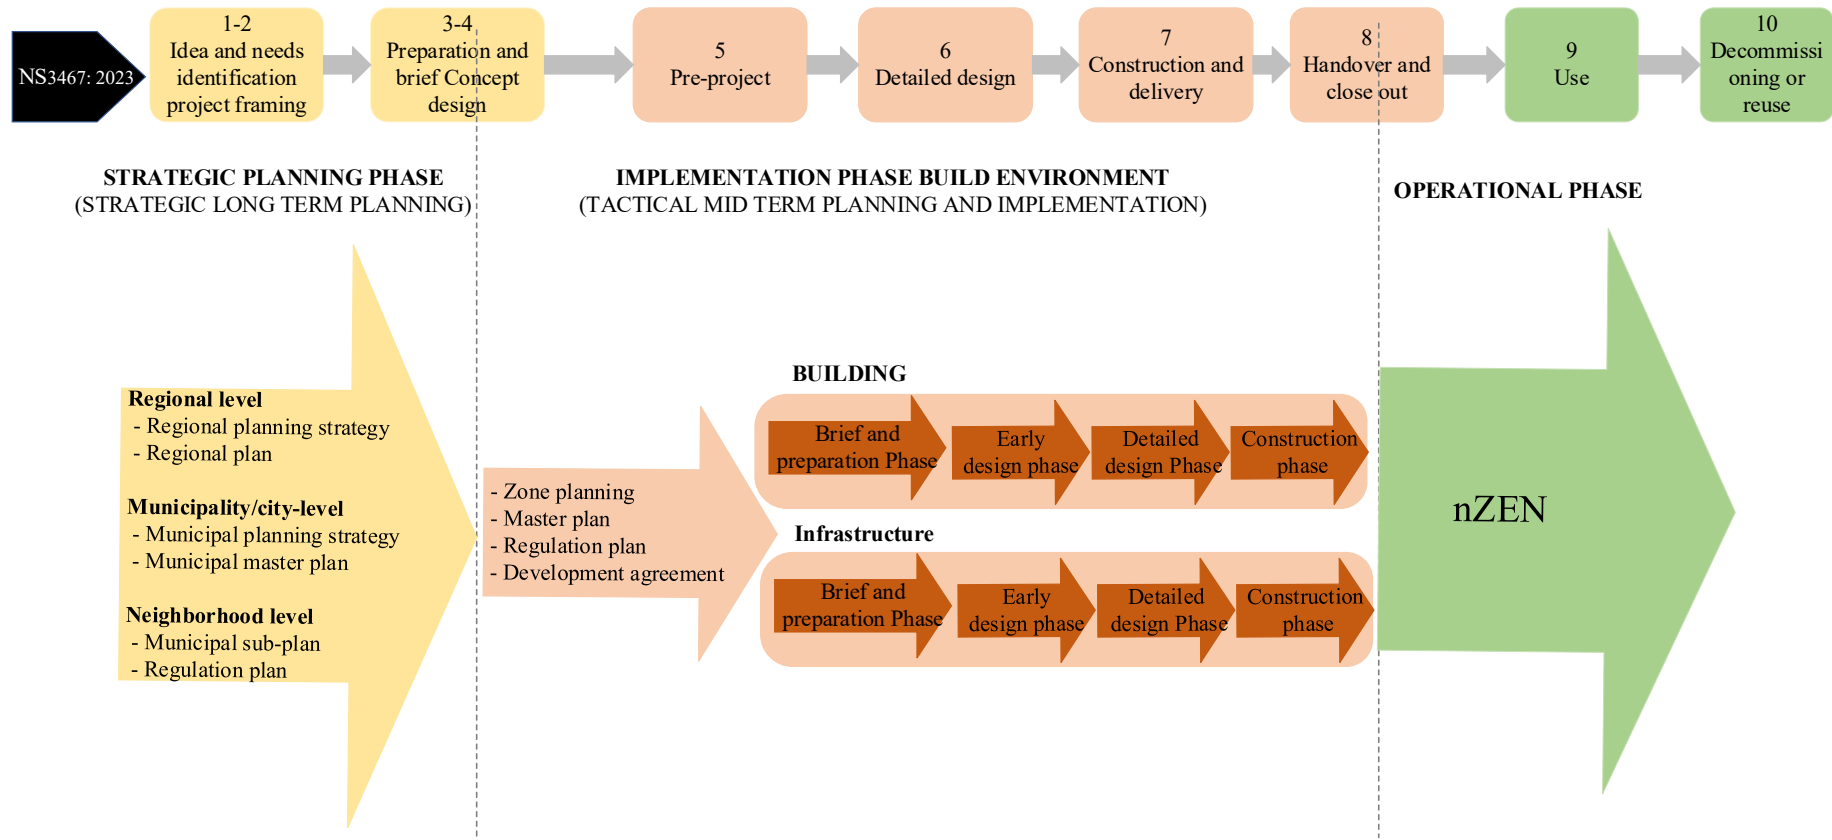 NS3467: 2023
1-2
Idea and needs
identification
project framing
3-4
Preparation and
brief Concept
design
5
Pre-project
6
Detailed design
7
Construction and
delivery
8
Handover and
close out
9
Use
10
Decommissi
oning or
reuse
STRATEGIC PLANNING PHASE
(STRATEGIC LONG TERM PLANNING)
IMPLEMENTATION PHASE BUILD ENVIRONMENT
(TACTICAL MID TERM PLANNING AND IMPLEMENTATION)
OPERATIONAL PHASE
Regional level
- Regional planning strategy
- Regional plan
Municipality/city-level
- Municipal planning strategy
- Municipal master plan
Neighborhood level
- Municipal sub-plan
- Regulation plan
- Zone planning
- Master plan
- Regulation plan
- Development agreement
BUILDING
Brief and
preparation Phase
Early
design phase
Detailed
design Phase
Construction
phase
Infrastructure
Brief and
preparation Phase
Early
design phase
Detailed
design Phase
Construction
phase
nZEN